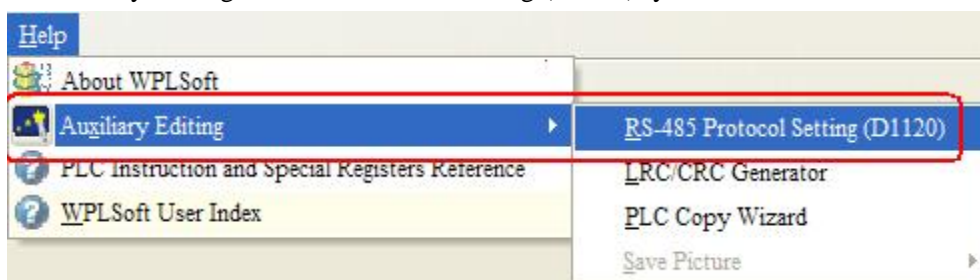 Help
About WPLSoft
Auxiliary Editing
PLC Instruction and Special Registers Reference
WPLSoft User Index
RS-485 Protocol Setting (D1120)
LRC/CRC Generator
PLC Copy Wizard
Save Picture